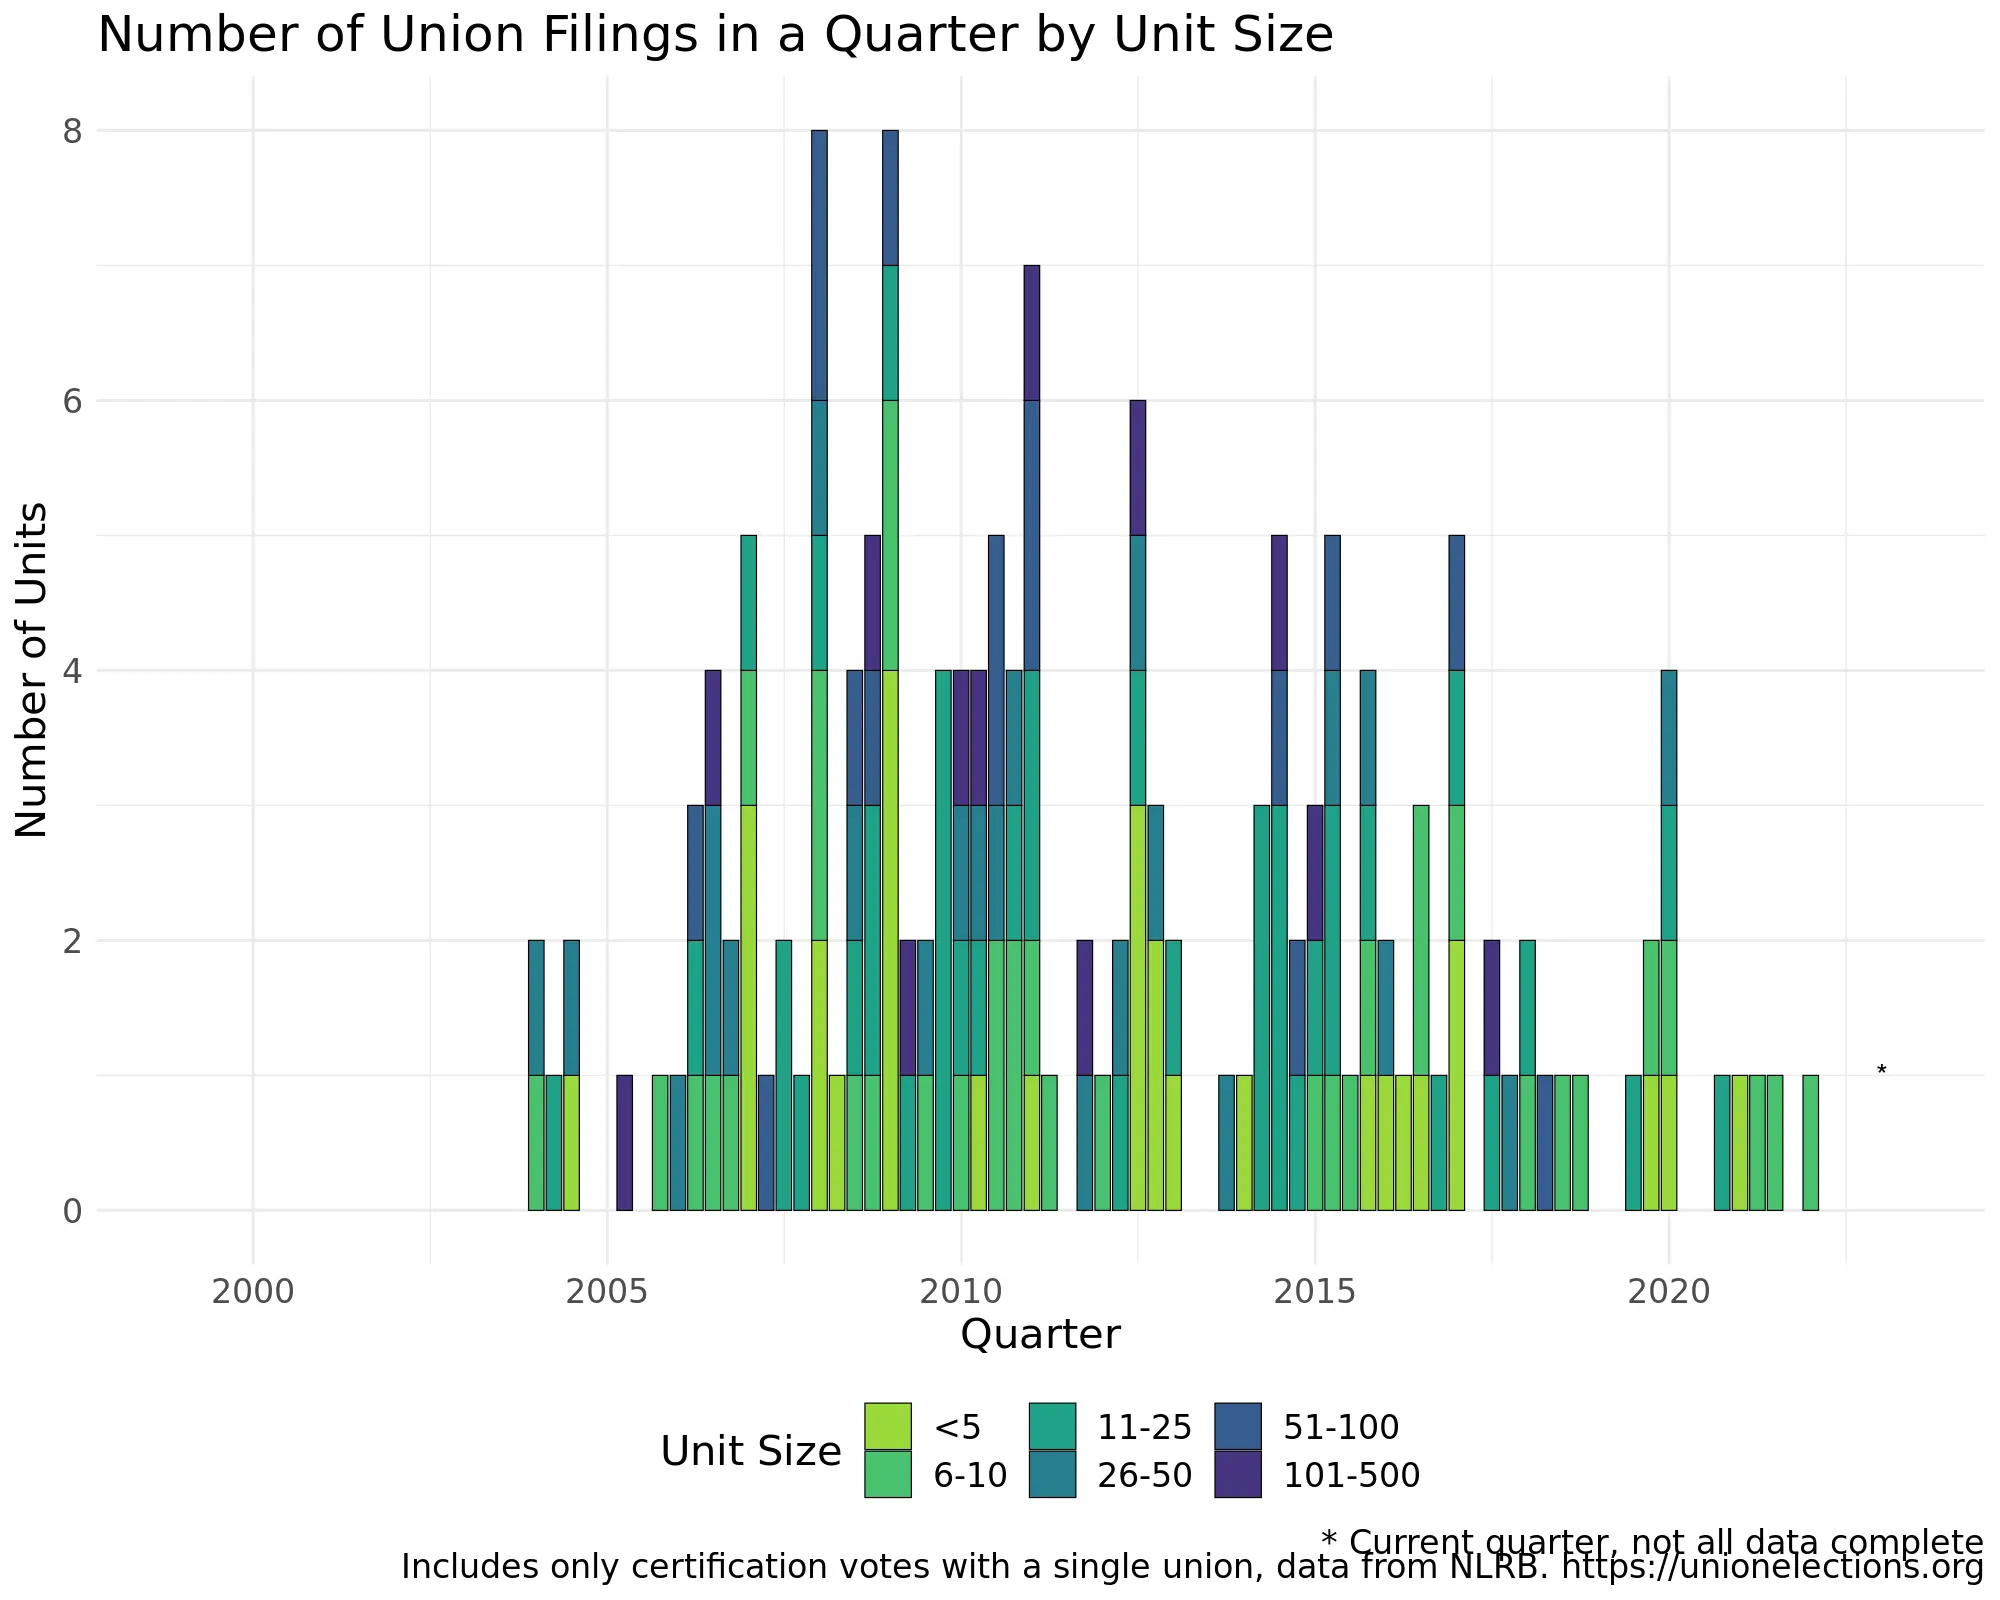 Number of Union Filings in a Quarter by Unit Size
Number of Units
8
6
4
2
0
*
2000 2005 2010 2015 2020
Quarter
Unit Size
<5 11-25 51-100
6-10 26-50 101-500
* Current quarter, not all data complete
Includes only certification votes with a single union, data from NLRB. https://unionelections.org